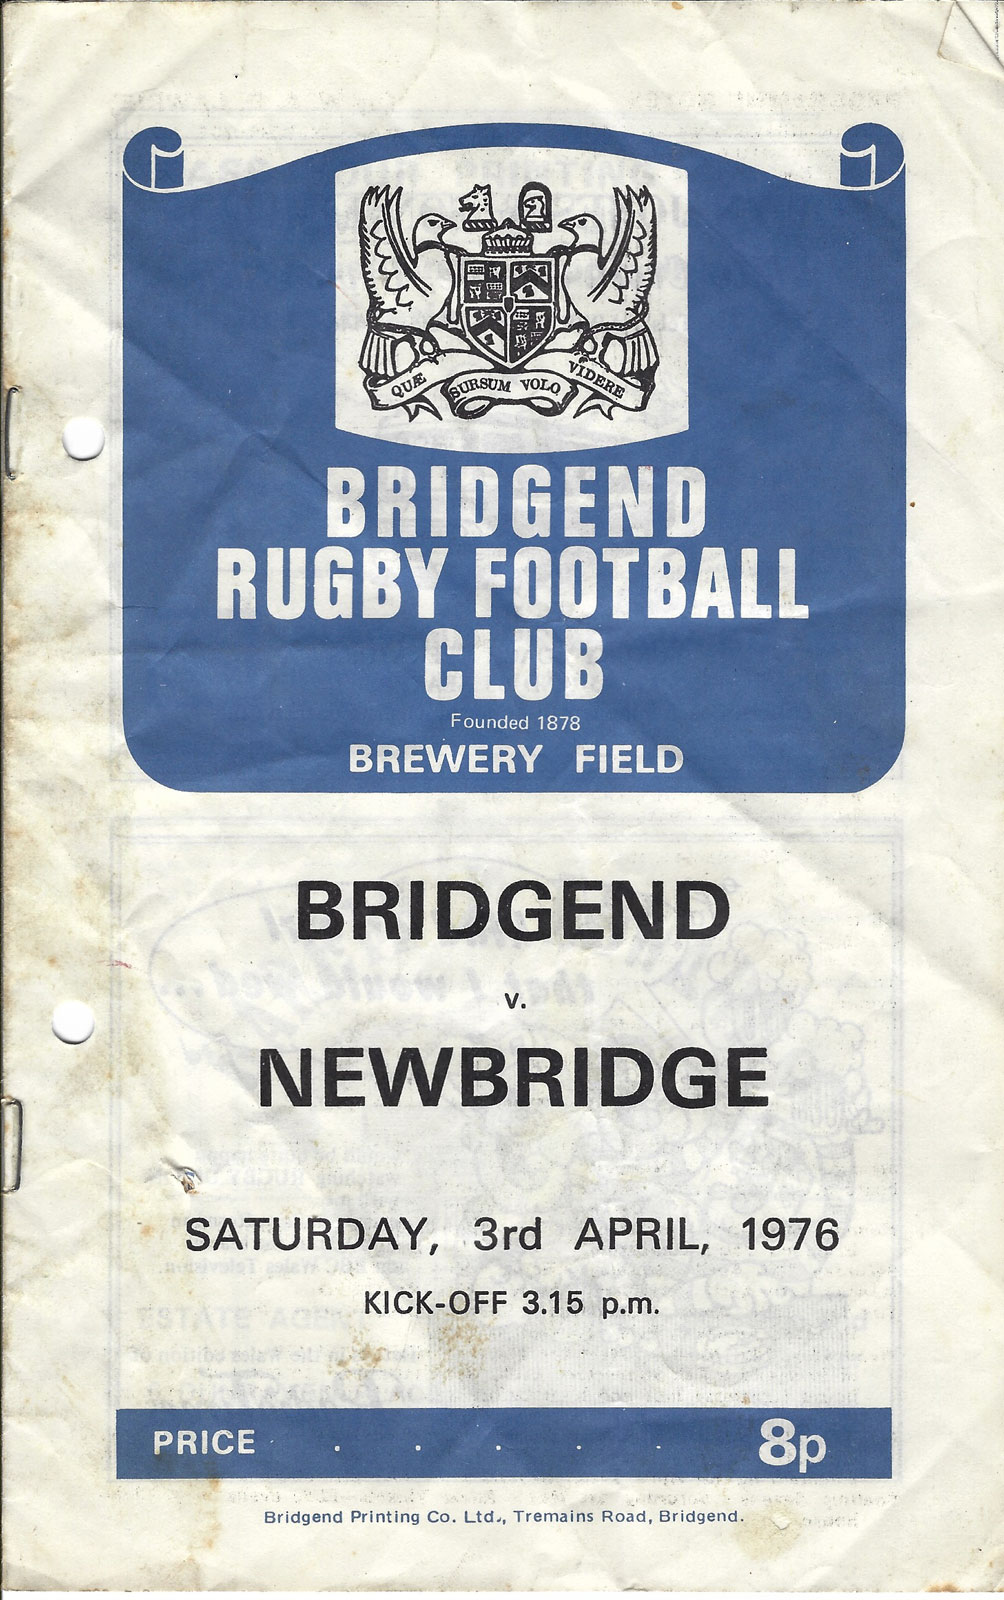 QUÆ SURSUM VOLO VIDERE
BRIDGEND
RUGBY FOOTBALL
CLUB
Founded 1878
BREWERY FIELD
BRIDGEND
v.
NEWBRIDGE
SATURDAY, 3rd APRIL, 1976
KICK-OFF 3.15 p.m.
PRICE . . . . . 8p
Bridgend Printing Co. Ltd., Tremains Road, Bridgend.